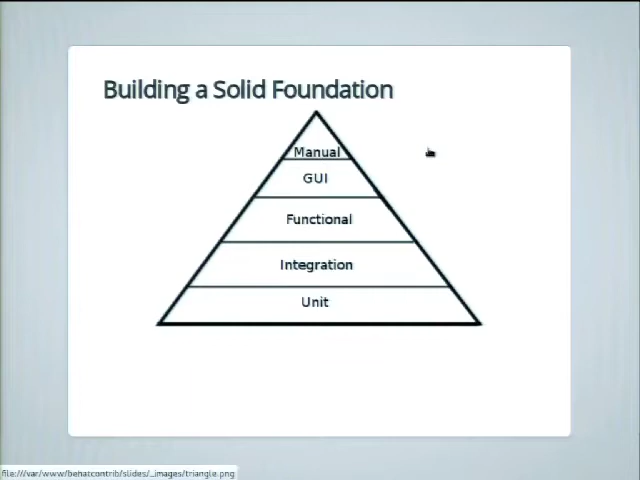 Building a Solid Foundation
Manual
GUI
Functional
Integration
Unit
file:///var/www/behatcontrib/slides/_images/triangle.png